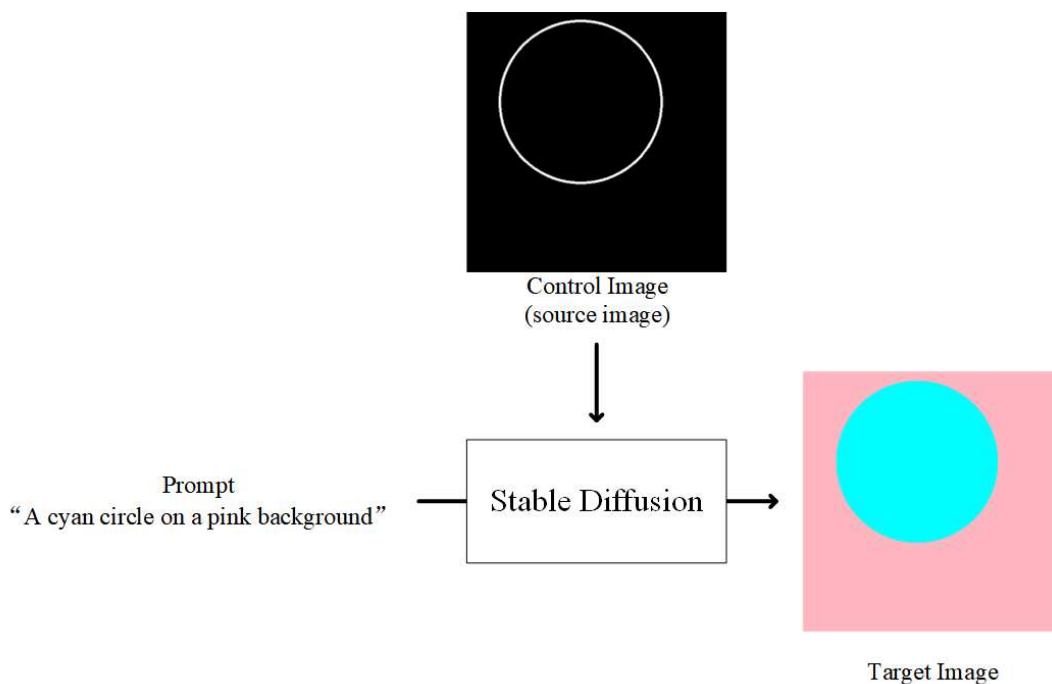 Control Image
(source image)
Prompt
“A cyan circle on a pink background”
Stable Diffusion
Target Image